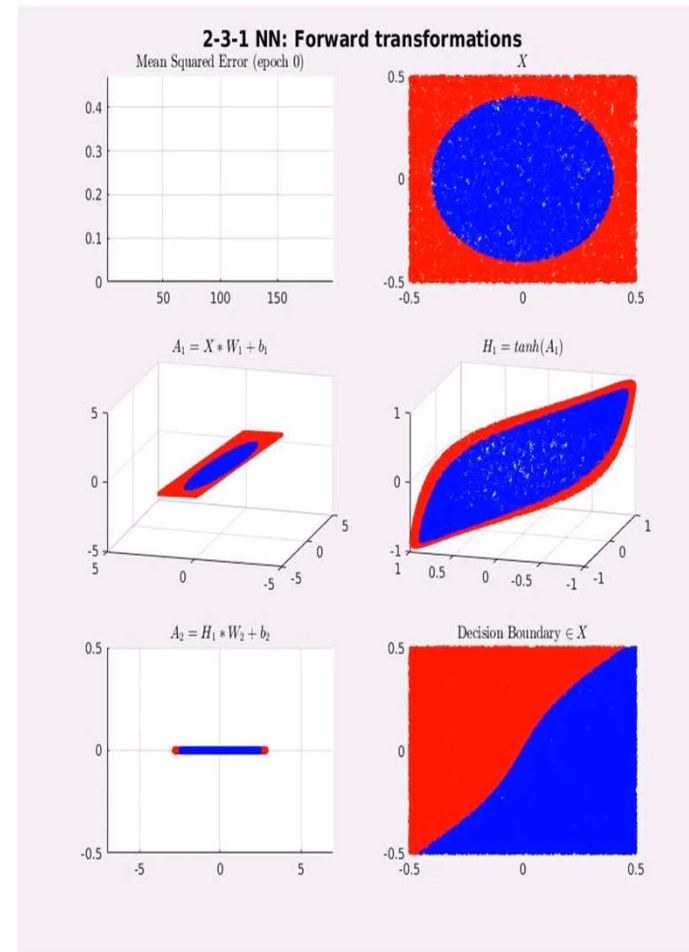 2-3-1 NN: Forward transformations
Mean Squared Error (epoch 0)
0.4
0.3
0.2
0.1
0
50 100 150
X
0.5
0
-0.5
-0.5 0 0.5
A₁ = X * W₁ + b₁
5
0
-5
5 0 -5
-5 0 5
H₁ = tanh(A₁)
1
0
-1
1 0.5 0 -0.5 -1
-1 0 1
A₂ = H₁ * W₂ + b₂
0.5
0
-0.5
-5 0 5
Decision Boundary ∈ X
0.5
0
-0.5
-0.5 0 0.5